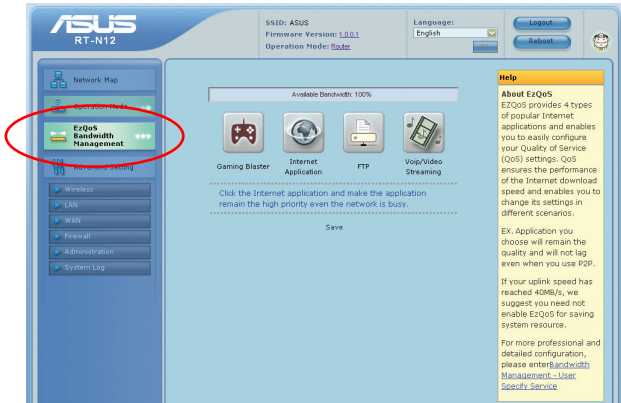 ASUS
RT-N12
SSID: ASUS
Firmware Version: 1.0.0.1
Operation Mode: Router
Language:
English
Logout
Reboot
Network Map
Operation Mode
EzQoS
Bandwidth
Management
Advanced Setting
Wireless
LAN
WAN
Firewall
Administration
System Log
Available Bandwidth: 100%
Gaming Blaster
Internet
Application
FTP
Voip/Video
Streaming
Click the Internet application and make the application
remain the high priority even the network is busy.
Save
Help
About EzQoS
EZQoS provides 4 types
of popular Internet
applications and enables
you to easily configure
your Quality of Service
(QoS) settings. QoS
ensures the performance
of the Internet download
speed and enables you to
change its settings in
different scenarios.
EX. Application you
choose will remain the
quality and will not lag
even when you use P2P.
If your uplink speed has
reached 40MB/s, we
suggest you need not
enable EzQoS for saving
system resource.
For more professional and
detailed configuration,
please enterBandwidth
Management - User
Specify Service